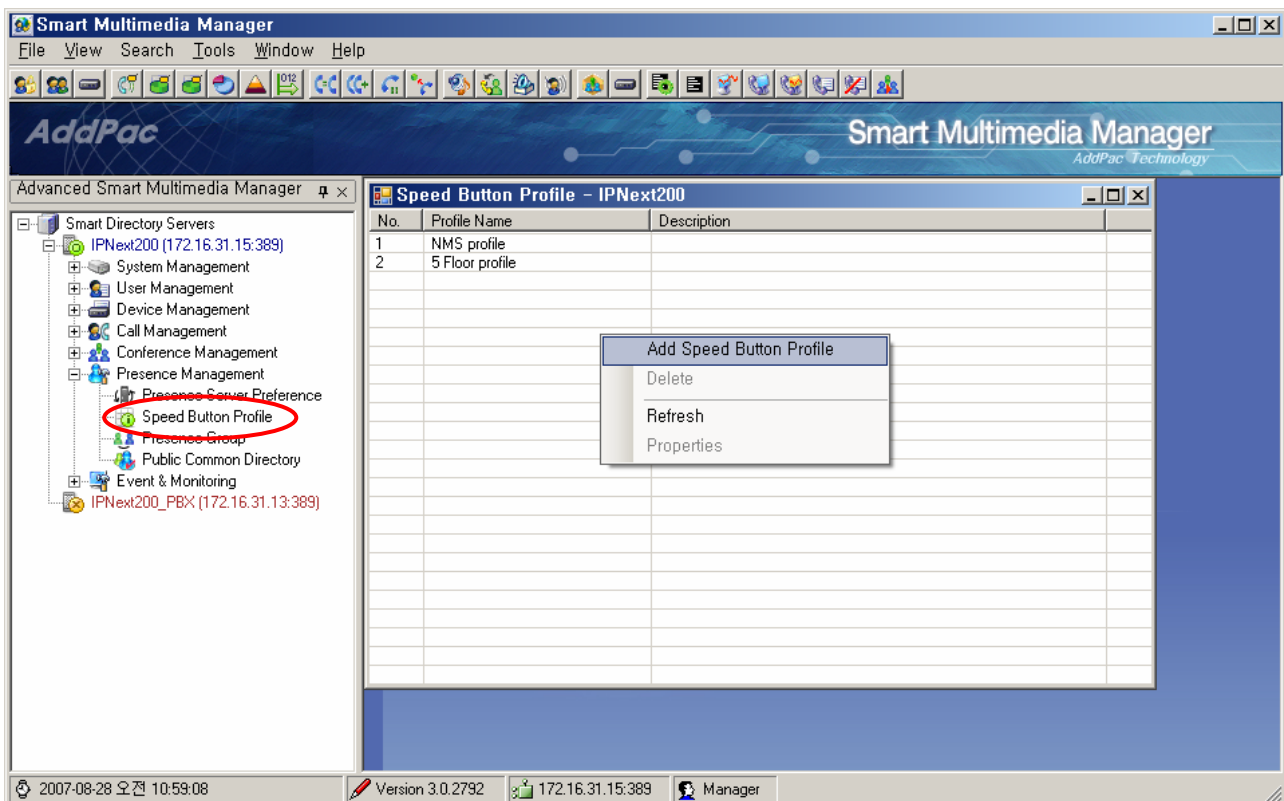 Smart Multimedia Manager
File View Search Tools Window Help
012
AddPac
Smart Multimedia Manager
AddPac Technology
Advanced Smart Multimedia Manager
Smart Directory Servers
IPNext200 (172.16.31.15:389)
System Management
User Management
Device Management
Call Management
Conference Management
Presence Management
Presence Server Preference
Speed Button Profile
Presence Group
Public Common Directory
Event & Monitoring
IPNext200_PBX (172.16.31.13:389)
Speed Button Profile - IPNext200
No. Profile Name Description
1 NMS profile
2 5 Floor profile
Add Speed Button Profile
Delete
Refresh
Properties
2007-08-28 오전 10:59:08 Version 3.0.2792 172.16.31.15:389 Manager